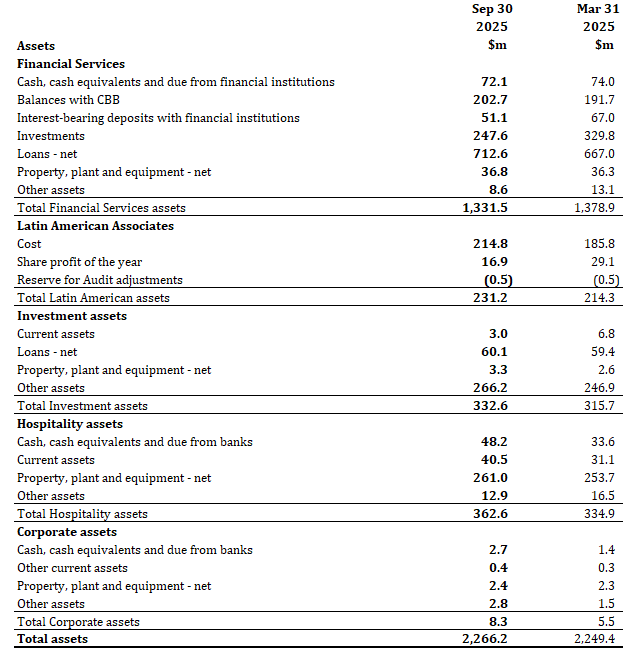 Sep 30 Mar 31
2025 2025
Assets $m $m
Financial Services
Cash, cash equivalents and due from financial institutions 72.1 74.0
Balances with CBB 202.7 191.7
Interest-bearing deposits with financial institutions 51.1 67.0
Investments 247.6 329.8
Loans - net 712.6 667.0
Property, plant and equipment - net 36.8 36.3
Other assets 8.6 13.1
Total Financial Services assets 1,331.5 1,378.9
Latin American Associates
Cost 214.8 185.8
Share profit of the year 16.9 29.1
Reserve for Audit adjustments (0.5) (0.5)
Total Latin American assets 231.2 214.3
Investment assets
Current assets 3.0 6.8
Loans - net 60.1 59.4
Property, plant and equipment - net 3.3 2.6
Other assets 266.2 246.9
Total Investment assets 332.6 315.7
Hospitality assets
Cash, cash equivalents and due from banks 48.2 33.6
Current assets 40.5 31.1
Property, plant and equipment - net 261.0 253.7
Other assets 12.9 16.5
Total Hospitality assets 362.6 334.9
Corporate assets
Cash, cash equivalents and due from banks 2.7 1.4
Other current assets 0.4 0.3
Property, plant and equipment - net 2.4 2.3
Other assets 2.8 1.5
Total Corporate assets 8.3 5.5
Total assets 2,266.2 2,249.4